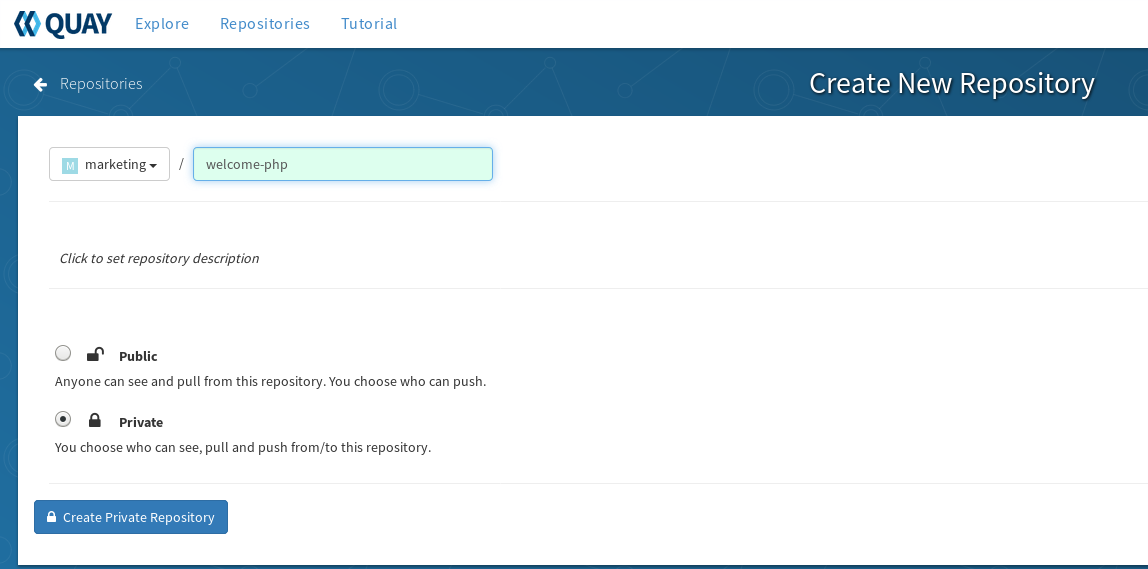 QUAY Explore Repositories Tutorial
Repositories
Create New Repository
M marketing / welcome-php
Click to set repository description
Public
Anyone can see and pull from this repository. You choose who can push.
Private
You choose who can see, pull and push from/to this repository.
Create Private Repository